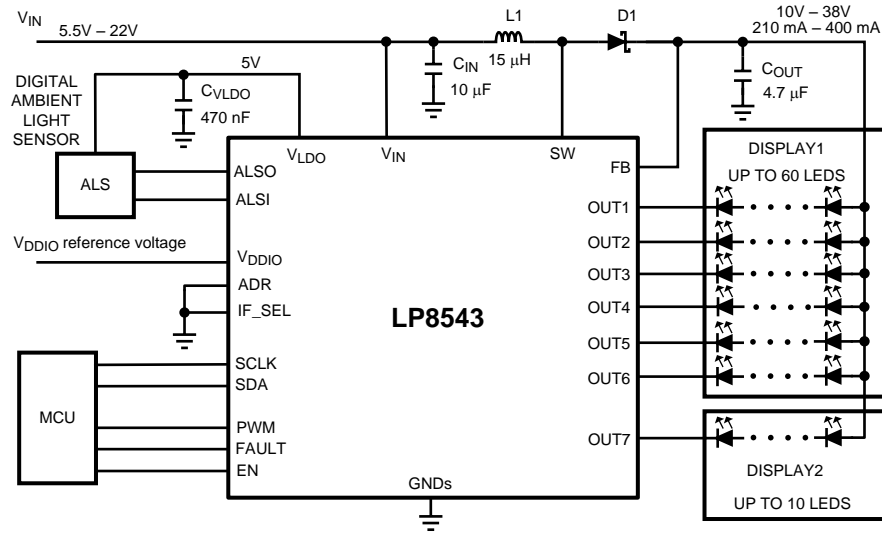 VIN
5.5V – 22V
L1
15 μH
D1
10V – 38V
210 mA – 400 mA
CIN
10 μF
COUT
4.7 μF
5V
CVLDO
470 nF
DIGITAL
AMBIENT
LIGHT
SENSOR
ALS
VLDO
VIN
SW
FB
ALSO
ALSI
VDDIO reference voltage
VDDIO
ADR
IF_SEL
LP8543
MCU
SCLK
SDA
PWM
FAULT
EN
GNDs
OUT1
OUT2
OUT3
OUT4
OUT5
OUT6
OUT7
DISPLAY1
UP TO 60 LEDS
DISPLAY2
UP TO 10 LEDS